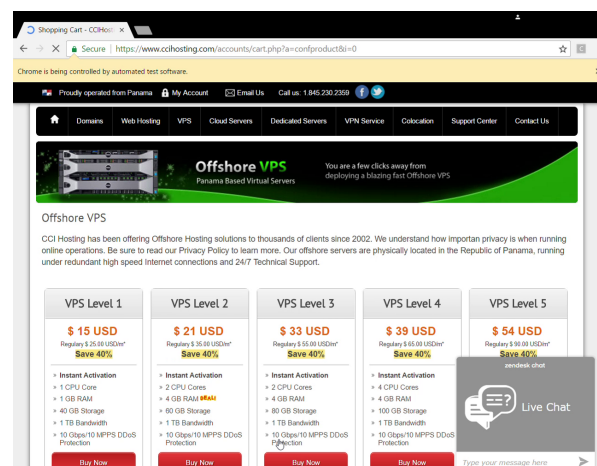 Shopping Cart - CCIHost
Secure | https://www.ccihosting.com/accounts/cart.php?a=confproduct&i=0
Chrome is being controlled by automated test software.
Proudly operated from Panama My Account Email Us Call us: 1.845.230.2359
Domains Web Hosting VPS Cloud Servers Dedicated Servers VPN Service Colocation Support Center Contact Us
Offshore VPS
Panama Based Virtual Servers
You are a few clicks away from
deploying a blazing fast Offshore VPS
Offshore VPS
CCI Hosting has been offering Offshore Hosting solutions to thousands of clients since 2002. We understand how importan privacy is when running
online operations. Be sure to read our Privacy Policy to learn more. Our offshore servers are physically located in the Republic of Panama, running
under redundant high speed Internet connections and 24/7 Technical Support.
VPS Level 1
$ 15 USD
Regulary $ 25.00 USD/m*
Save 40%
» Instant Activation
» 1 CPU Core
» 1 GB RAM
» 40 GB Storage
» 1 TB Bandwidth
» 10 Gbps/10 MPPS DDoS
Protection
Buy Now
VPS Level 2
$ 21 USD
Regulary $ 35.00 USD/m*
Save 40%
» Instant Activation
» 2 CPU Cores
» 4 GB RAM DEAL!
» 60 GB Storage
» 1 TB Bandwidth
» 10 Gbps/10 MPPS DDoS
Protection
Buy Now
VPS Level 3
$ 33 USD
Regulary $ 55.00 USD/m*
Save 40%
» Instant Activation
» 2 CPU Cores
» 4 GB RAM
» 80 GB Storage
» 1 TB Bandwidth
» 10 Gbps/10 MPPS DDoS
Protection
Buy Now
VPS Level 4
$ 39 USD
Regulary $ 65.00 USD/m*
Save 40%
» Instant Activation
» 4 CPU Cores
» 4 GB RAM
» 100 GB Storage
» 1 TB Bandwidth
» 10 Gbps/10 MPPS DDoS
Protection
Buy Now
VPS Level 5
$ 54 USD
Regulary $ 90.00 USD/m*
Save 40%
zendesk chat
Live Chat
Type your message here